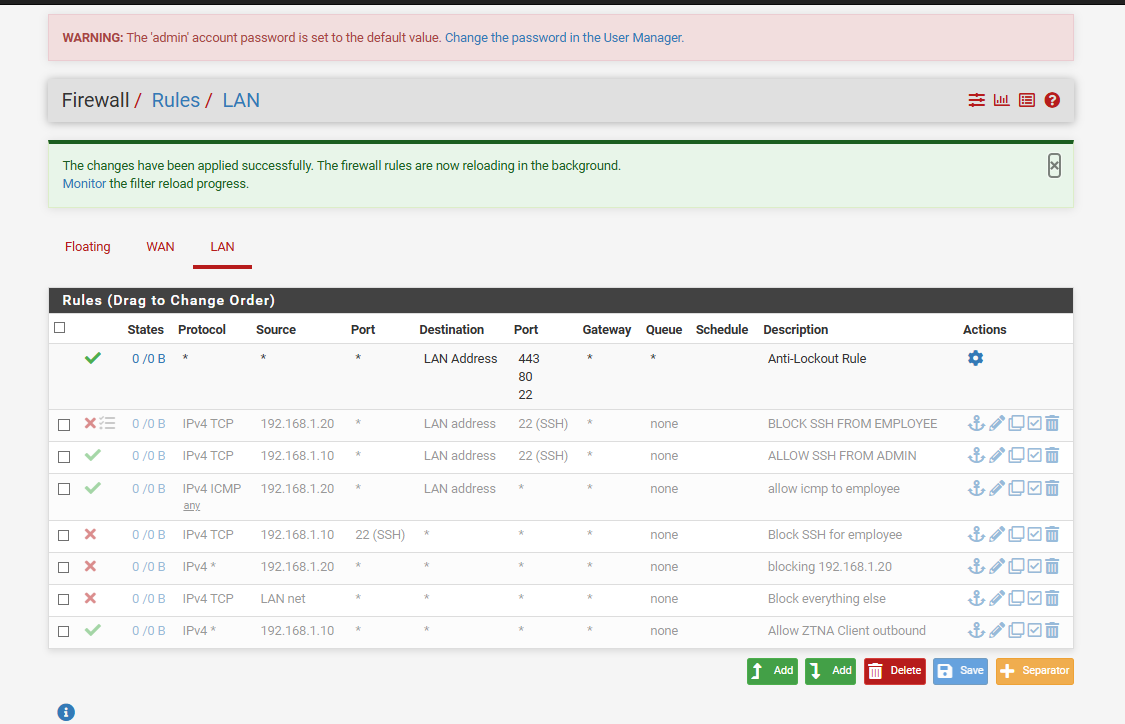 WARNING: The 'admin' account password is set to the default value. Change the password in the User Manager.
Firewall / Rules / LAN
The changes have been applied successfully. The firewall rules are now reloading in the background.
Monitor the filter reload progress.
Floating WAN LAN
Rules (Drag to Change Order)
States Protocol Source Port Destination Port Gateway Queue Schedule Description Actions
0 /0 B * * * LAN Address 443 * * Anti-Lockout Rule
80
22
0 /0 B IPv4 TCP 192.168.1.20 * LAN address 22 (SSH) * none BLOCK SSH FROM EMPLOYEE
0 /0 B IPv4 TCP 192.168.1.10 * LAN address 22 (SSH) * none ALLOW SSH FROM ADMIN
0 /0 B IPv4 ICMP 192.168.1.20 * LAN address * * none allow icmp to employee
any
0 /0 B IPv4 TCP 192.168.1.10 22 (SSH) * * * none Block SSH for employee
0 /0 B IPv4 * 192.168.1.20 * * * * none blocking 192.168.1.20
0 /0 B IPv4 TCP LAN net * * * * none Block everything else
0 /0 B IPv4 * 192.168.1.10 * * * * none Allow ZTNA Client outbound
Add Add Delete Save Separator